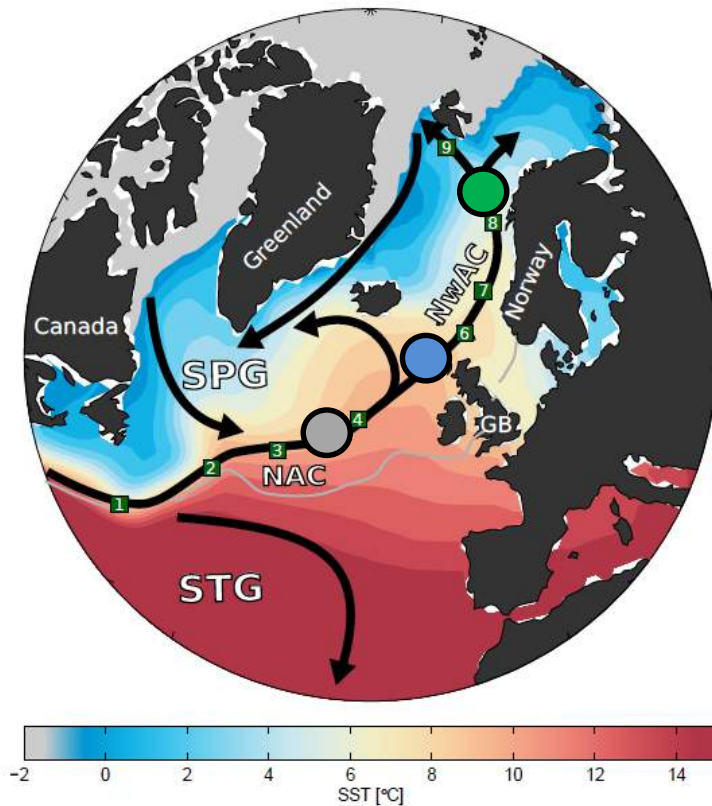 9
Greenland
8
Canada
NwAC
Norway
7
6
SPG
4
GB
3
2
NAC
1
STG
−2 0 2 4 6 8 10 12 14
SST [°C]